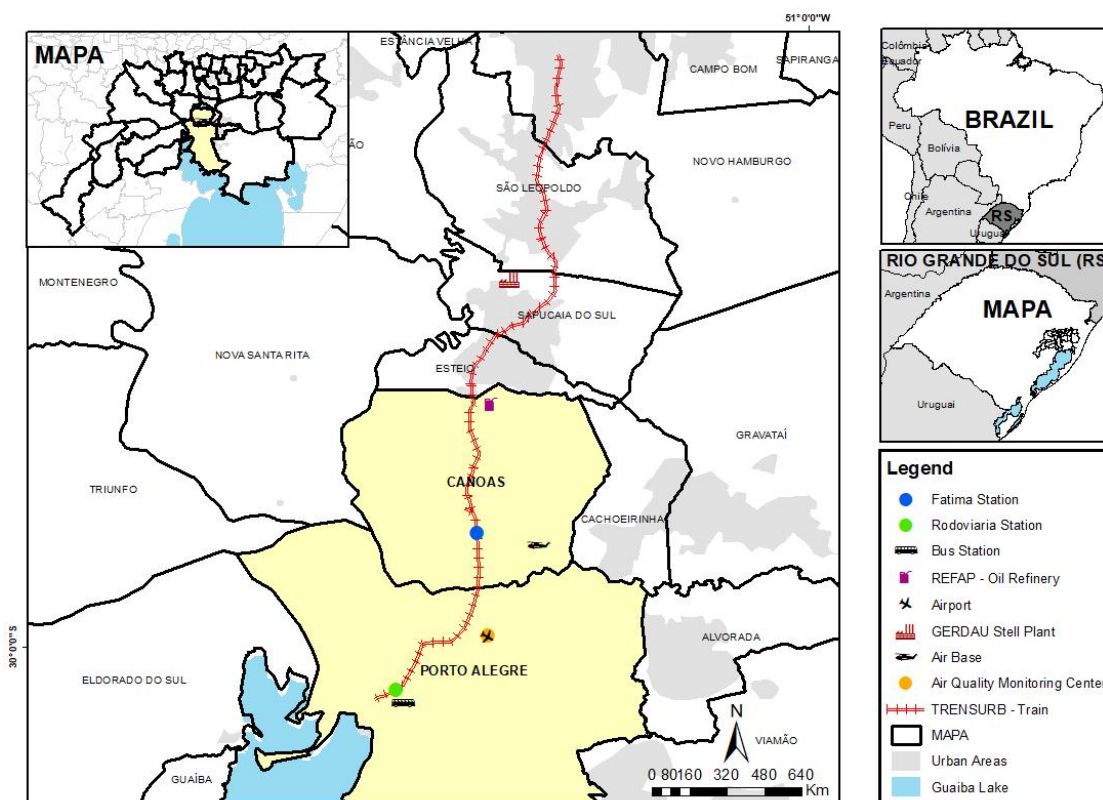 51°0'0"W
MAPA
ESTÂNCIA VELHA
CAMPO BOM
SAPIRANGA
ÃO
NOVO HAMBURGO
SÃO LEOPOLDO
MONTENEGRO
SAPUCAIA DO SUL
NOVA SANTA RITA
ESTEIO
GRAVATAÍ
CANOAS
TRIUNFO
CACHOEIRINHA
30°0'0"S
ALVORADA
PORTO ALEGRE
ELDORADO DO SUL
N
VIAMÃO
GUAÍBA
0 80160 320 480 640
Km
Colômbia
Ecuador
BRAZIL
Peru
Bolívia
Chile
Argentina
RS
Uruguai
RIO GRANDE DO SUL (RS
Argentina
MAPA
Uruguai
Legend
Fatima Station
Rodoviaria Station
Bus Station
REFAP - Oil Refinery
Airport
GERDAU Stell Plant
Air Base
Air Quality Monitoring Center
TRENSURB - Train
MAPA
Urban Areas
Guaiba Lake